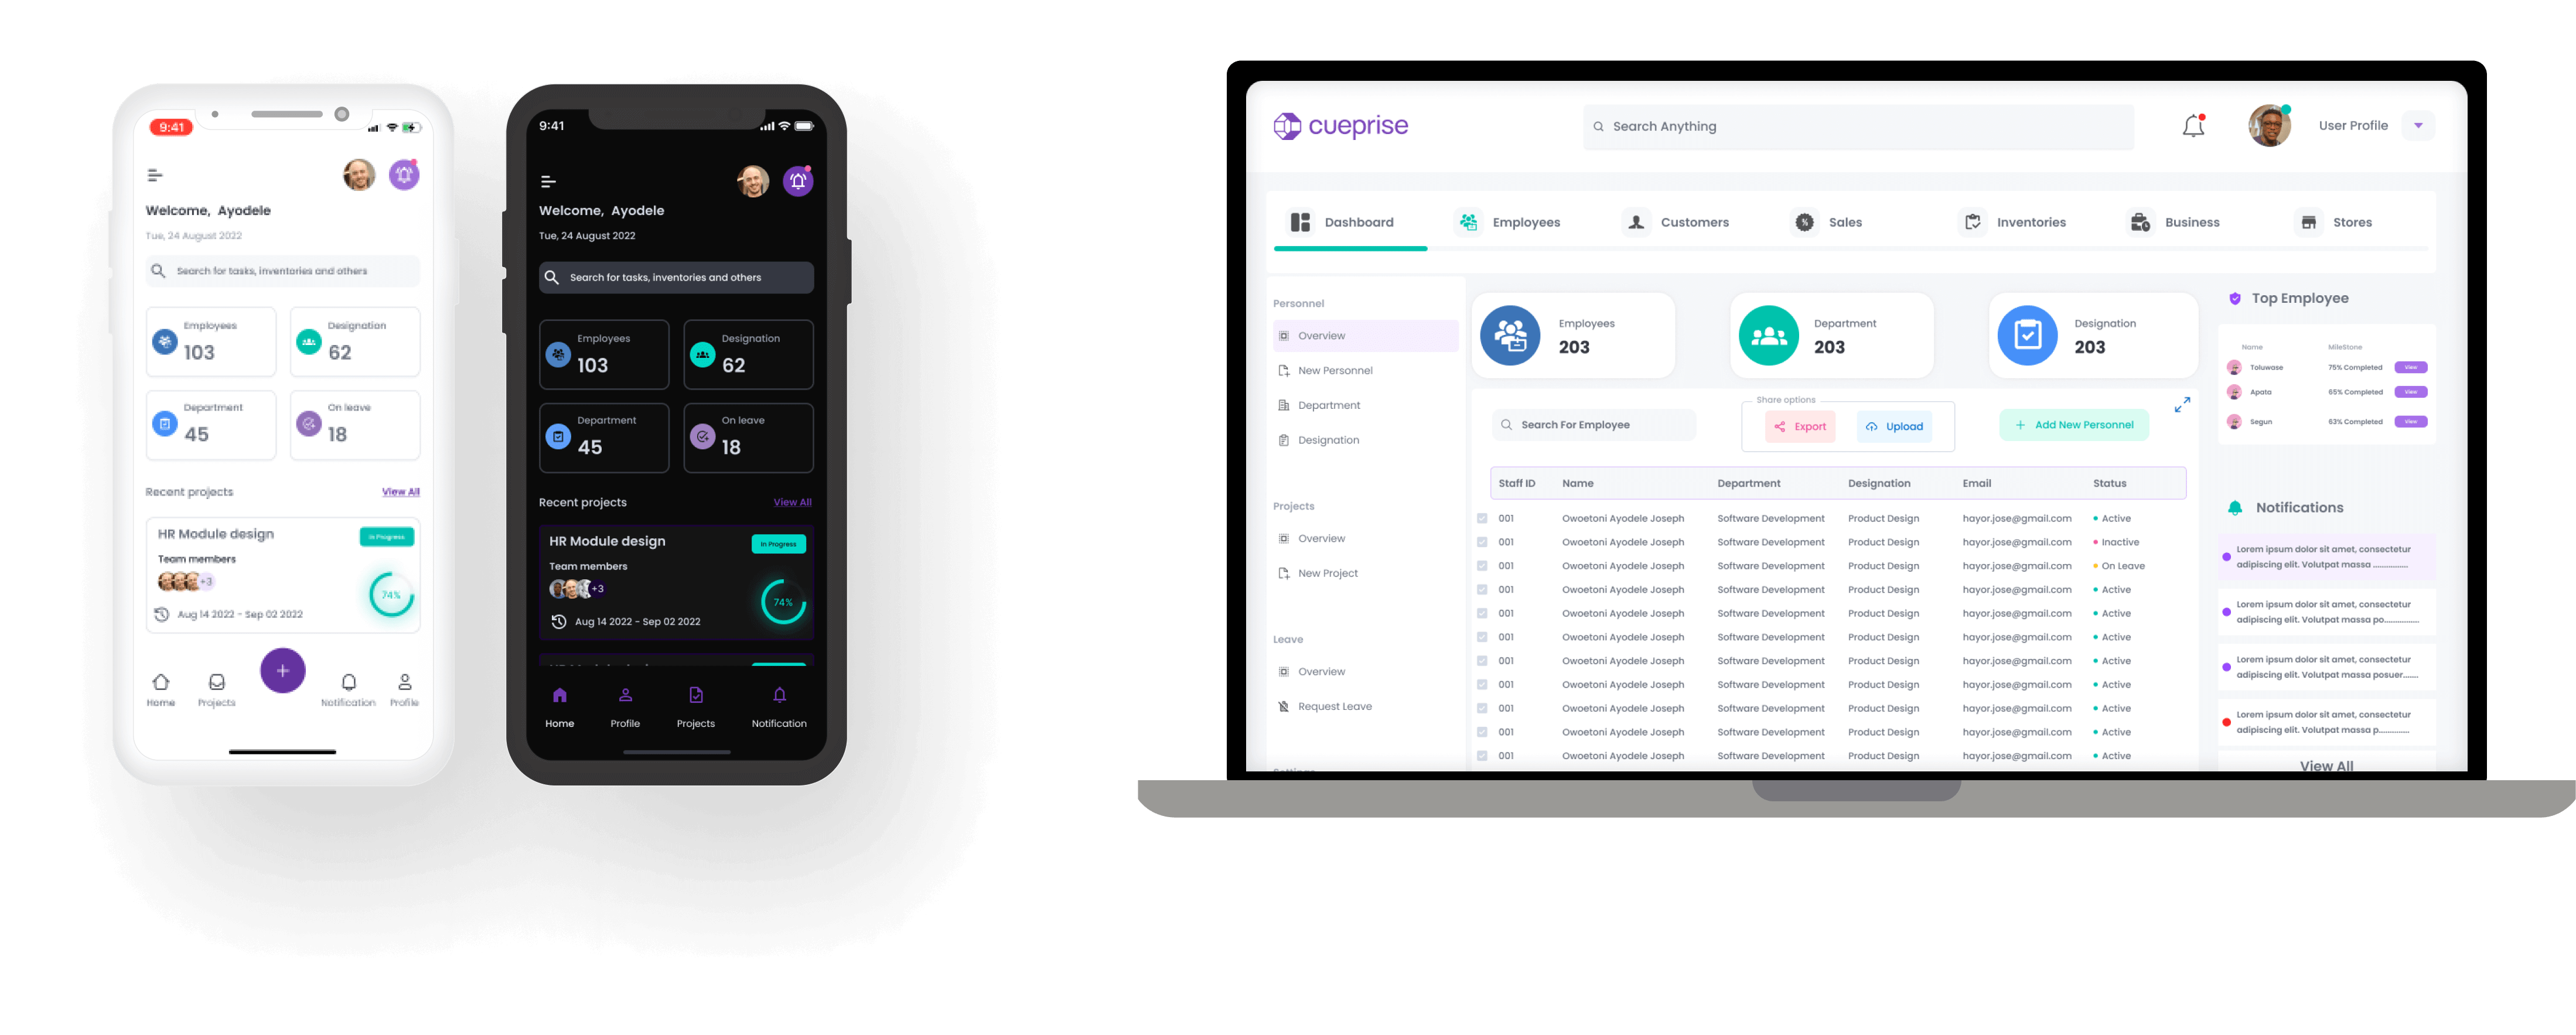 9:41
Welcome, Ayodele
Tue, 24 August 2022
Search for tasks, inventories and others
Employees
103
Designation
62
Department
45
On leave
18
Recent projects
View All
HR Module design
In Progress
Team members
+3
74%
Aug 14 2022 - Sep 02 2022
+
Home
Projects
Notification
Profile
9:41
Welcome, Ayodele
Tue, 24 August 2022
Search for tasks, inventories and others
Employees
103
Designation
62
Department
45
On leave
18
Recent projects
View All
HR Module design
In Progress
Team members
+3
74%
Aug 14 2022 - Sep 02 2022
Home
Profile
Projects
Notification
cueprise
Search Anything
User Profile
Dashboard
Employees
Customers
Sales
Inventories
Business
Stores
Personnel
Overview
New Personnel
Department
Designation
Projects
Overview
New Project
Leave
Overview
Request Leave
Employees
203
Department
203
Designation
203
Search For Employee
Share options
Export
Upload
+ Add New Personnel
Staff ID Name Department Designation Email Status
001 Owoetoni Ayodele Joseph Software Development Product Design hayor.jose@gmail.com Active
001 Owoetoni Ayodele Joseph Software Development Product Design hayor.jose@gmail.com Inactive
001 Owoetoni Ayodele Joseph Software Development Product Design hayor.jose@gmail.com On Leave
001 Owoetoni Ayodele Joseph Software Development Product Design hayor.jose@gmail.com Active
001 Owoetoni Ayodele Joseph Software Development Product Design hayor.jose@gmail.com Active
001 Owoetoni Ayodele Joseph Software Development Product Design hayor.jose@gmail.com Active
001 Owoetoni Ayodele Joseph Software Development Product Design hayor.jose@gmail.com Active
001 Owoetoni Ayodele Joseph Software Development Product Design hayor.jose@gmail.com Active
001 Owoetoni Ayodele Joseph Software Development Product Design hayor.jose@gmail.com Active
001 Owoetoni Ayodele Joseph Software Development Product Design hayor.jose@gmail.com Active
001 Owoetoni Ayodele Joseph Software Development Product Design hayor.jose@gmail.com Active
Top Employee
Name MileStone
Toluwase 75% Completed View
Apata 65% Completed View
Segun 63% Completed View
Notifications
Lorem ipsum dolor sit amet, consectetur
adipiscing elit. Volutpat massa ................
Lorem ipsum dolor sit amet, consectetur
adipiscing elit. Volutpat massa po................
Lorem ipsum dolor sit amet, consectetur
adipiscing elit. Volutpat massa posuer.......
Lorem ipsum dolor sit amet, consectetur
adipiscing elit. Volutpat massa p..............
View All